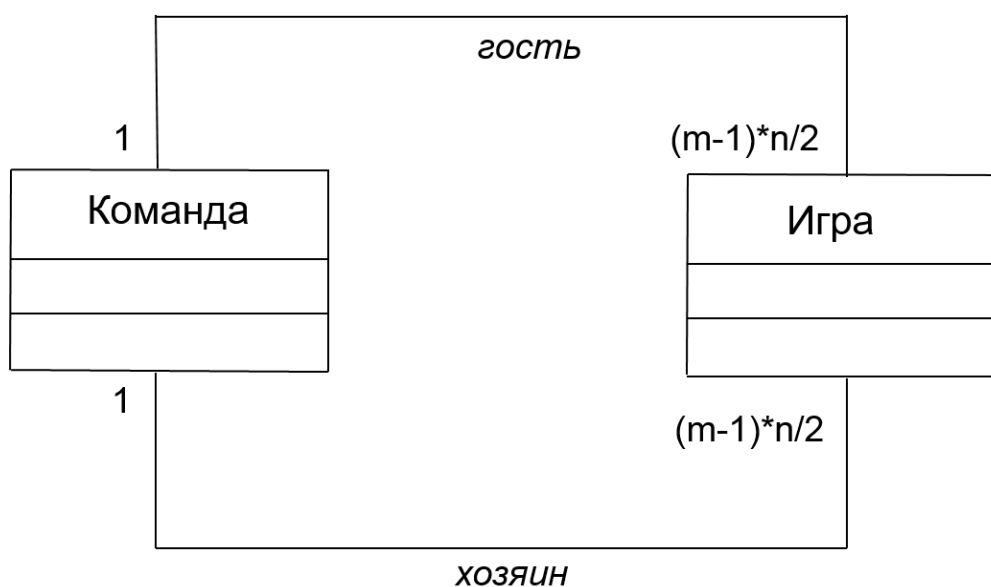 гость
1
(m-1)*n/2
Команда
Игра
1
(m-1)*n/2
хозяин